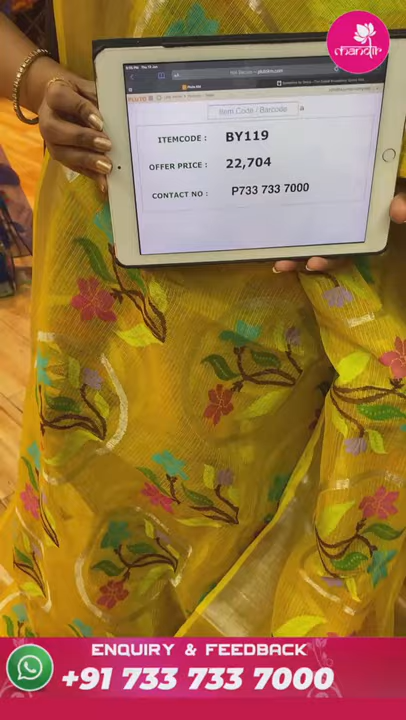 mandir
Item Code / Barcode
ITEMCODE : BY119
OFFER PRICE : 22,704
CONTACT NO : P733 733 7000
ENQUIRY & FEEDBACK
+91 733 733 7000